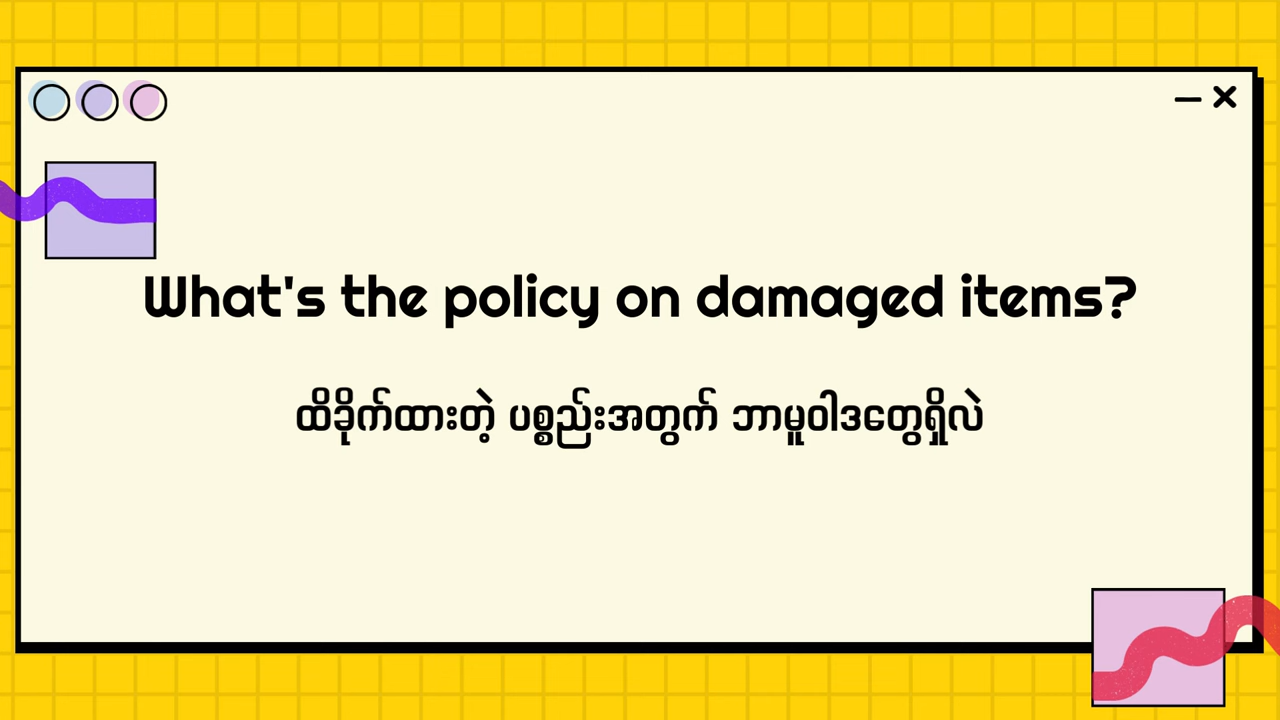 What's the policy on damaged items?
ထိခိုက်ထားတဲ့ ပစ္စည်းအတွက် ဘာမူဝါဒတွေရှိလဲ